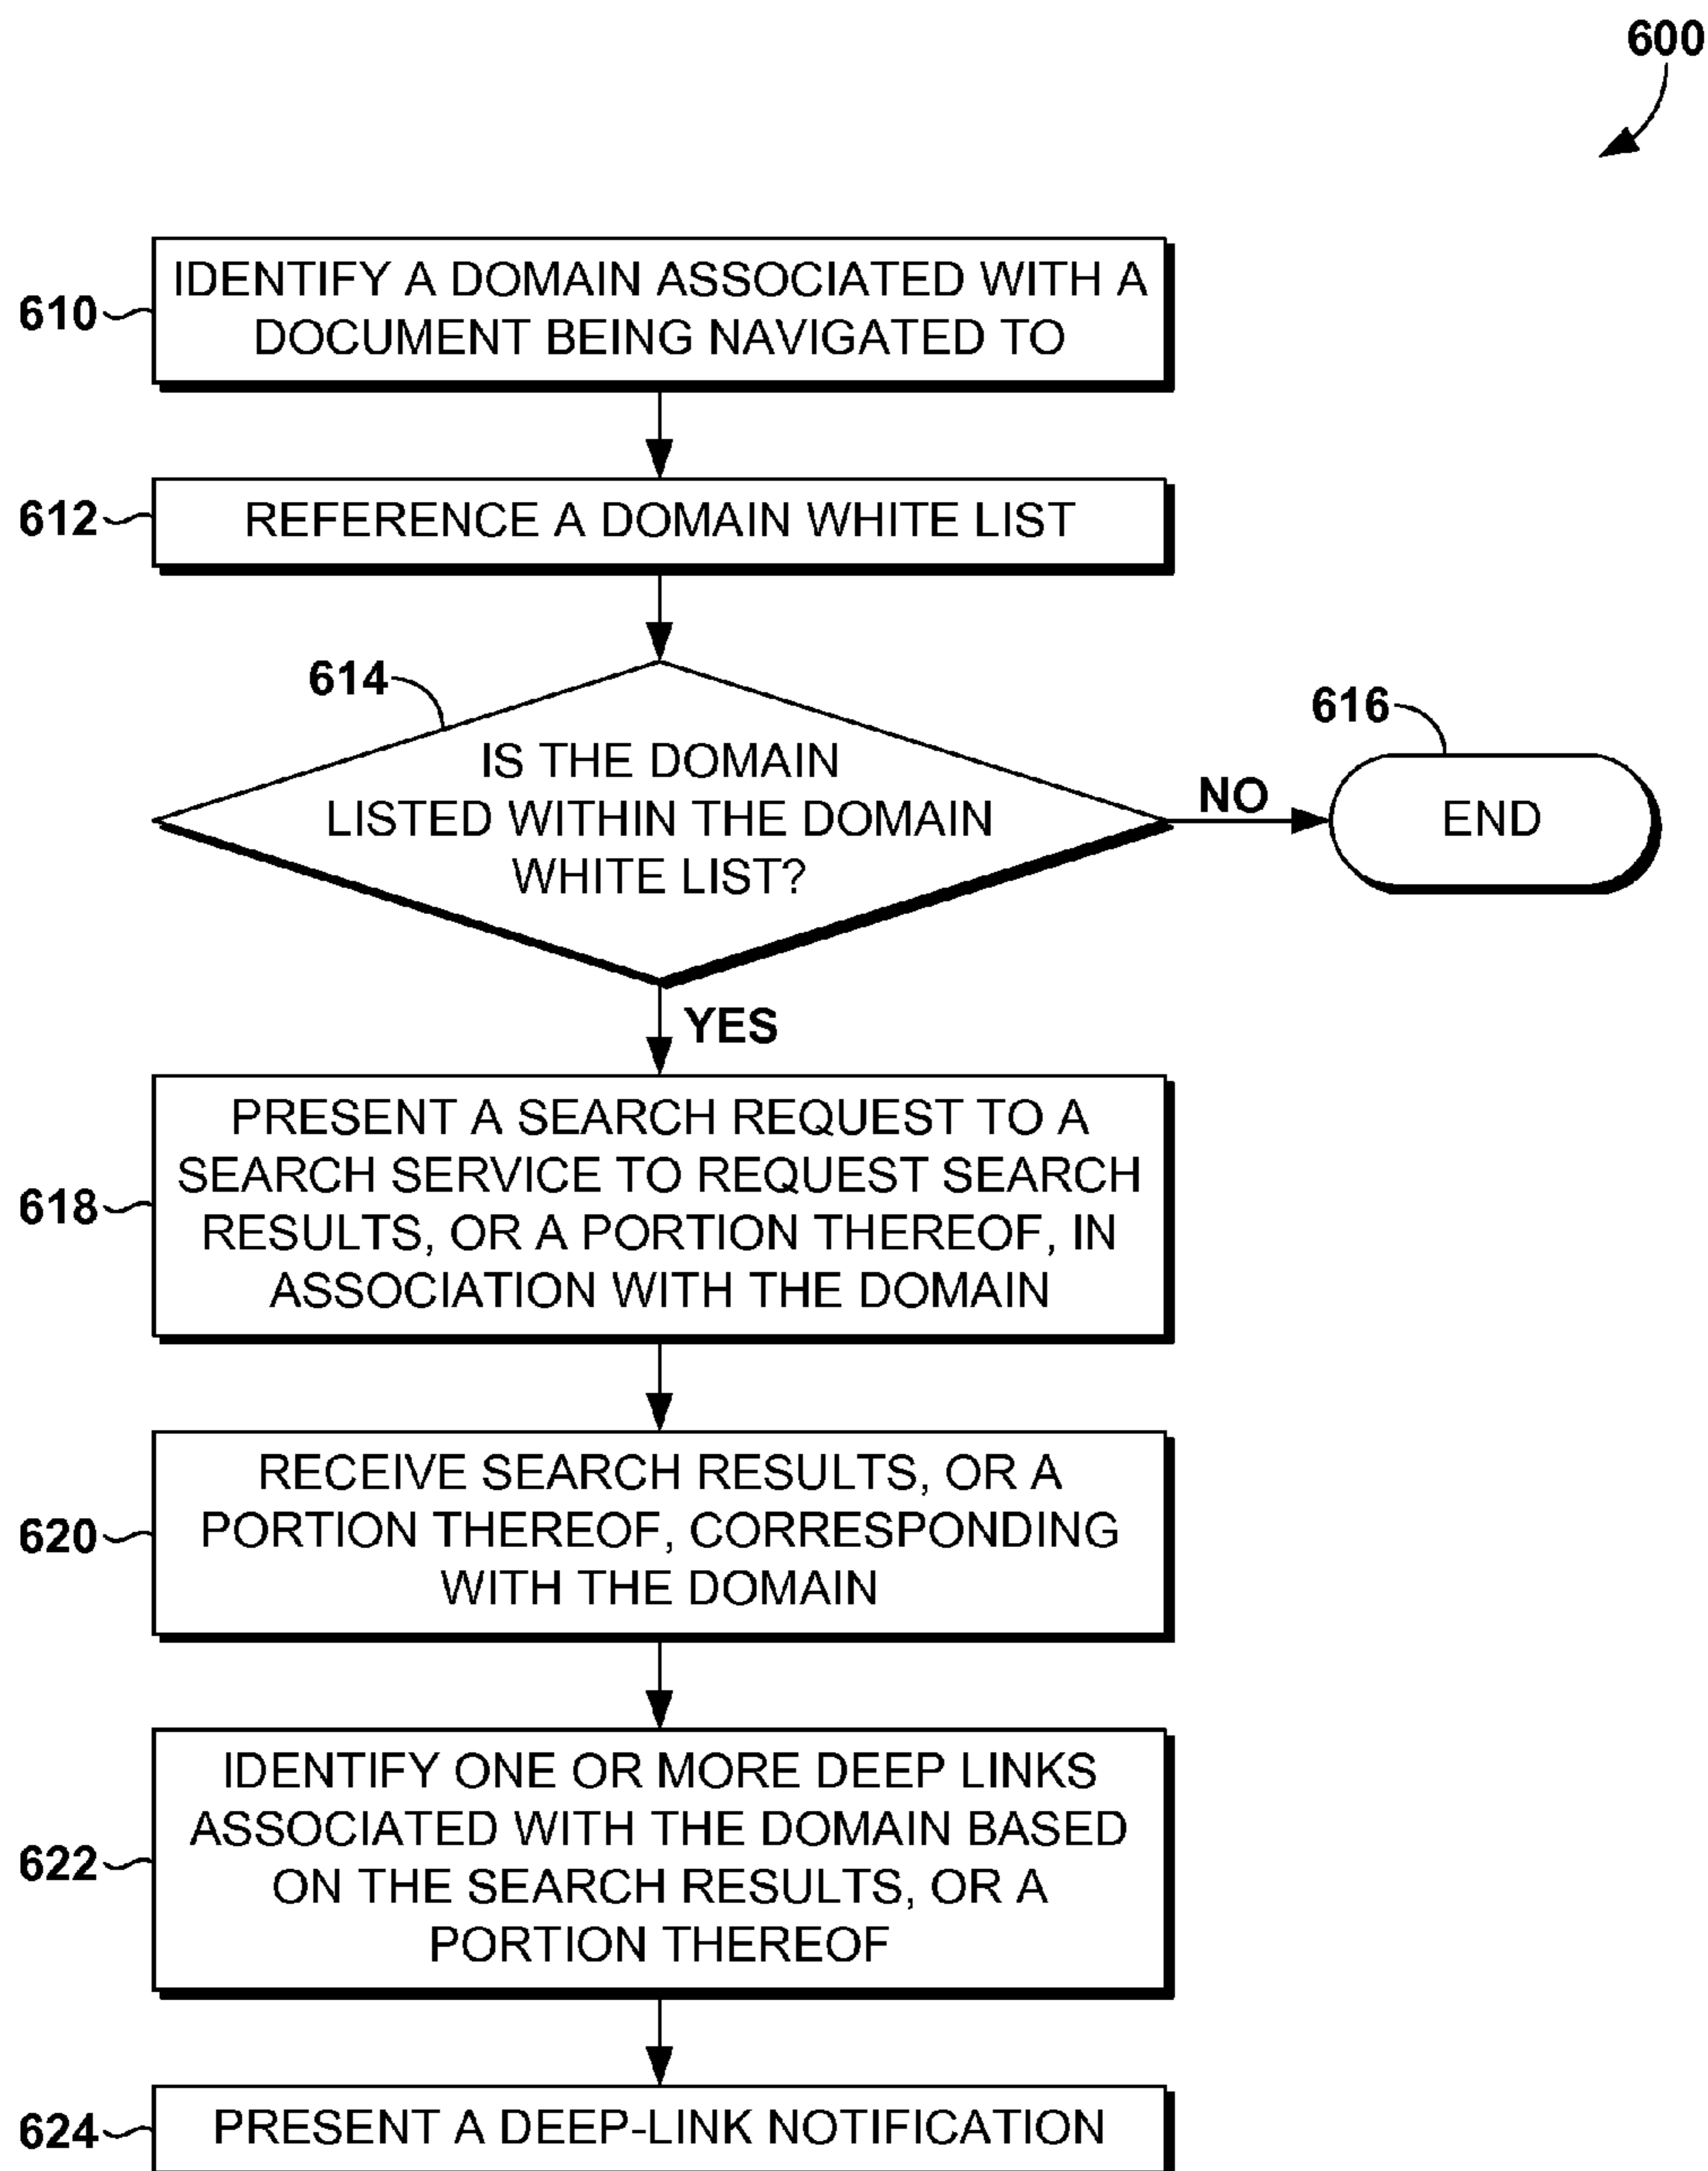 600
610
IDENTIFY A DOMAIN ASSOCIATED WITH A
DOCUMENT BEING NAVIGATED TO
612
REFERENCE A DOMAIN WHITE LIST
614
IS THE DOMAIN
LISTED WITHIN THE DOMAIN
WHITE LIST?
NO
616
END
YES
618
PRESENT A SEARCH REQUEST TO A
SEARCH SERVICE TO REQUEST SEARCH
RESULTS, OR A PORTION THEREOF, IN
ASSOCIATION WITH THE DOMAIN
620
RECEIVE SEARCH RESULTS, OR A
PORTION THEREOF, CORRESPONDING
WITH THE DOMAIN
622
IDENTIFY ONE OR MORE DEEP LINKS
ASSOCIATED WITH THE DOMAIN BASED
ON THE SEARCH RESULTS, OR A
PORTION THEREOF
624
PRESENT A DEEP-LINK NOTIFICATION